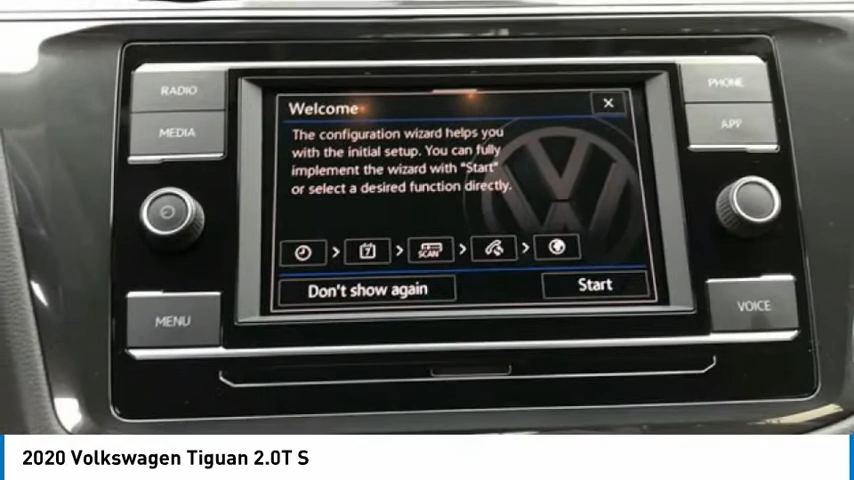 RADIO
MEDIA
MENU
PHONE
APP
VOICE
Welcome
The configuration wizard helps you
with the initial setup. You can fully
implement the wizard with "Start"
or select a desired function directly.
7
SCAN
Don't show again
Start
2020 Volkswagen Tiguan 2.0T S